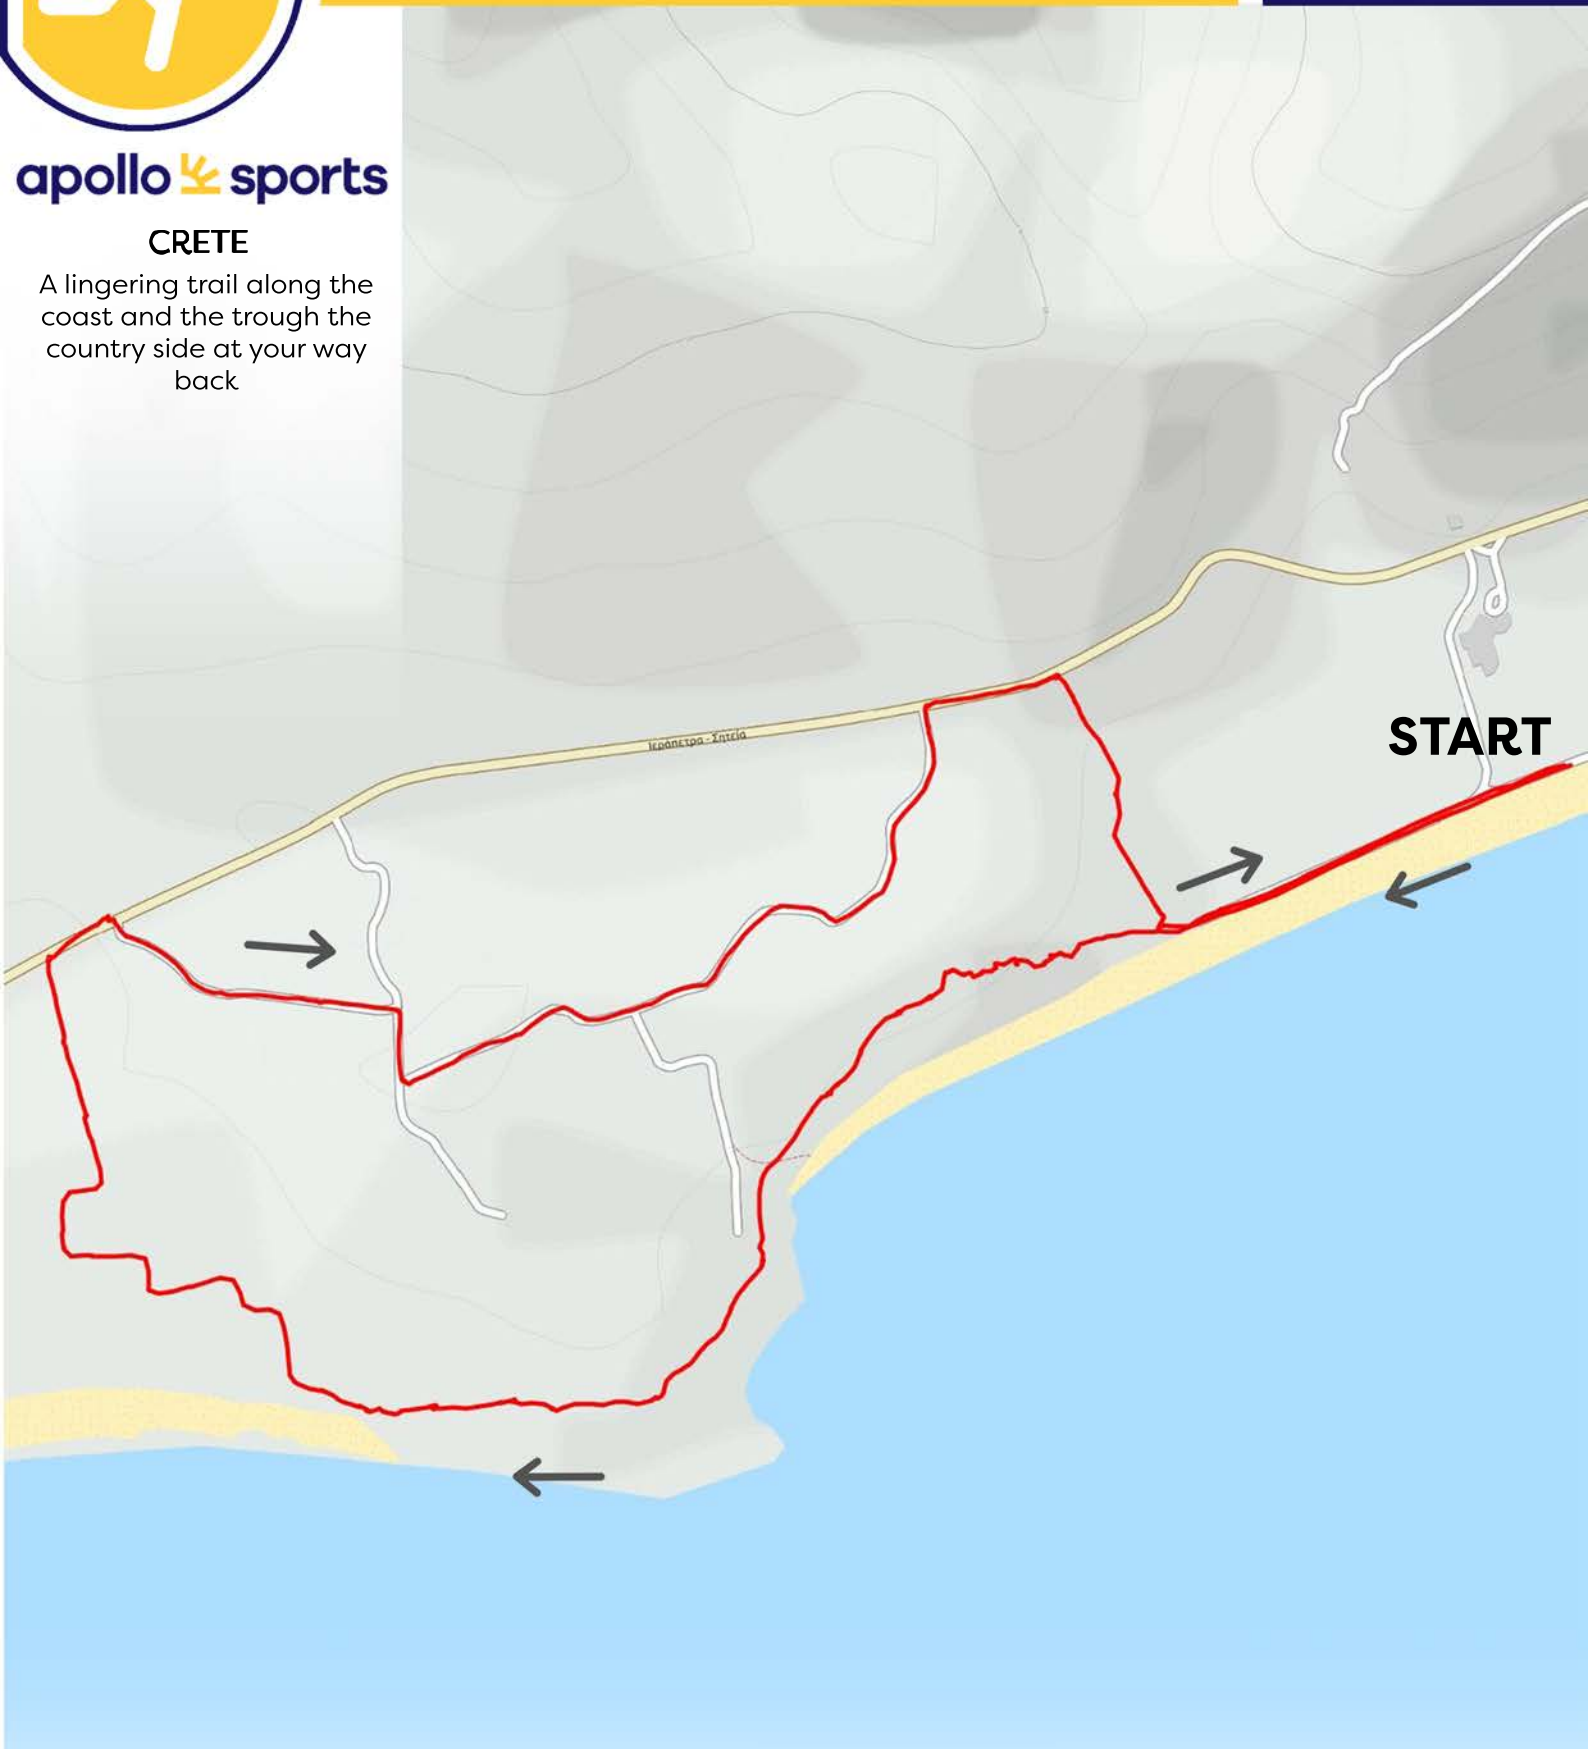 apollo sports
CRETE
A lingering trail along the
coast and the trough the
country side at your way
back
Ιεράπετρα - Σητεία
START